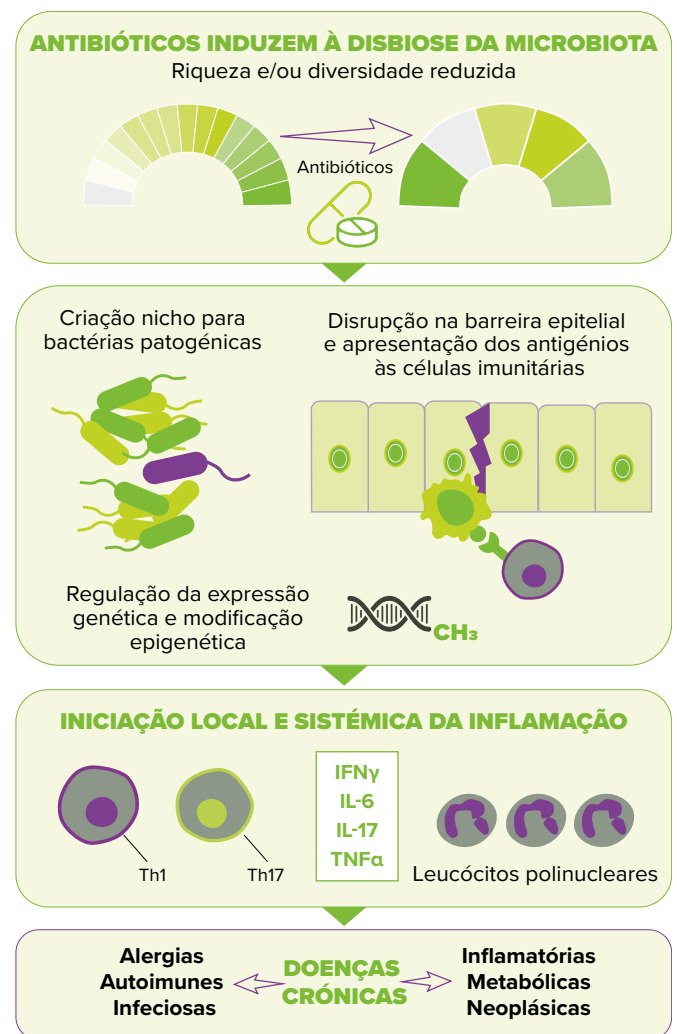 ANTIBIÓTICOS INDUZEM À DISBIOSE DA MICROBIOTA
Riqueza e/ou diversidade reduzida
Antibióticos
Criação nicho para
bactérias patogénicas
Disrupção na barreira epitelial
e apresentação dos antigénios
às células imunitárias
Regulação da expressão
genética e modificação
epigenética
CH₃
INICIAÇÃO LOCAL E SISTÉMICA DA INFLAMAÇÃO
Th1
Th17
IFNγ
IL-6
IL-17
TNFα
Leucócitos polinucleares
Alergias
Autoimunes
Infeciosas
DOENÇAS
CRÓNICAS
Inflamatórias
Metabólicas
Neoplásicas